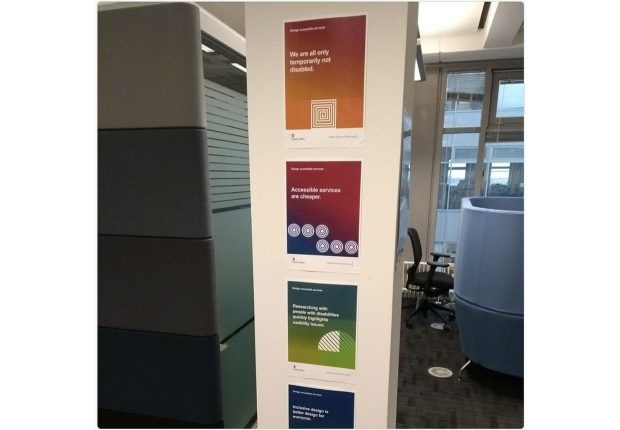 Design accessible services
We are all only
temporarily not
disabled.
Design accessible services
Accessible services
are cheaper.
Design accessible services
Researching with
people with disabilities
quickly highlights
usability issues.
Design accessible services
Inclusive design is
better design for
everyone.